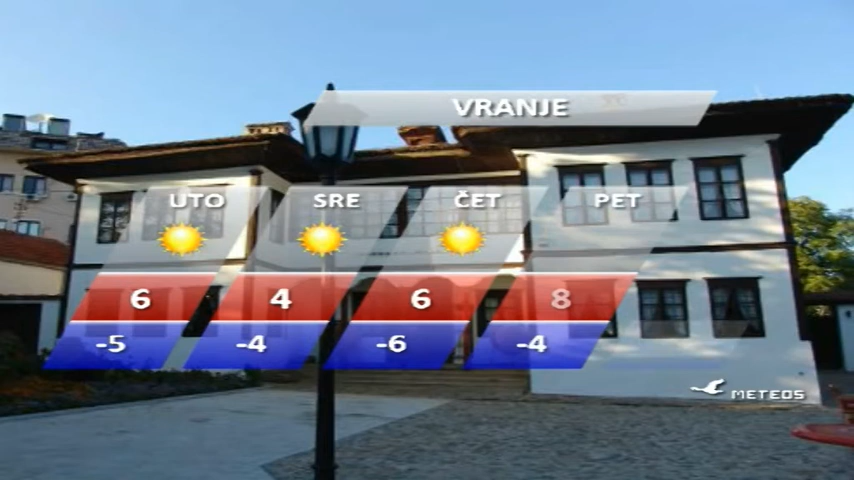 VRANJE
UTO SRE ČET PET
6 4 6 8
-5 -4 -6 -4
METEOS